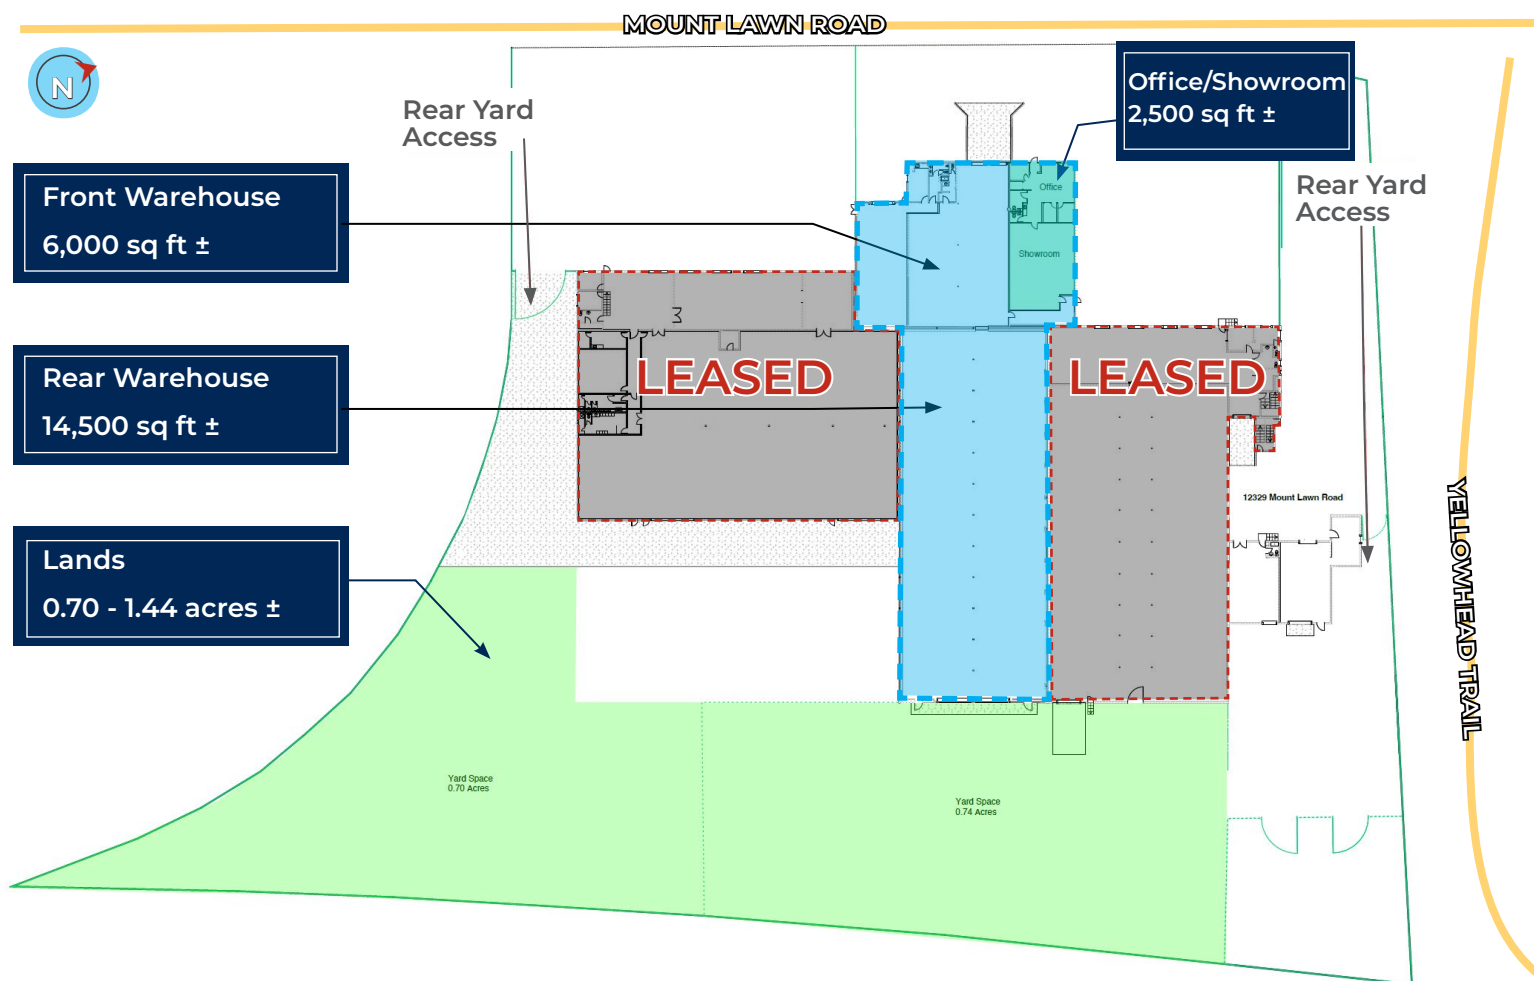 MOUNT LAWN ROAD
N
Rear Yard
Access
Office/Showroom
2,500 sq ft ±
Front Warehouse
6,000 sq ft ±
Office
Showroom
Rear Yard
Access
Rear Warehouse
14,500 sq ft ±
LEASED
LEASED
12329 Mount Lawn Road
YELLOWHEAD TRAIL
Lands
0.70 - 1.44 acres ±
Yard Space
0.70 Acres
Yard Space
0.74 Acres